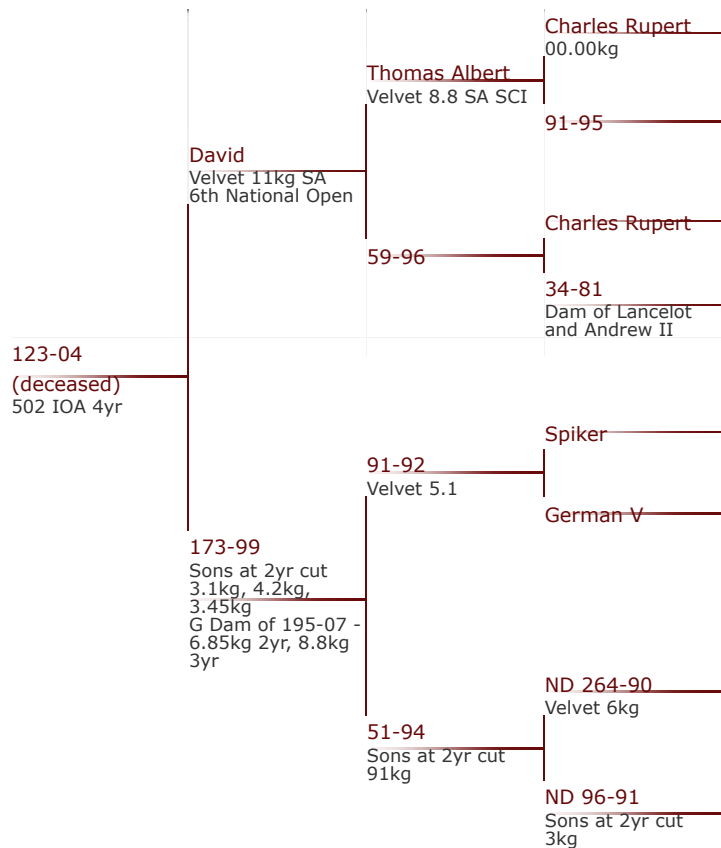 Charles Rupert
00.00kg
Thomas Albert
Velvet 8.8 SA SCI
91-95
David
Velvet 11kg SA
6th National Open
Charles Rupert
59-96
34-81
Dam of Lancelot
and Andrew II
123-04
(deceased)
502 IOA 4yr
Spiker
91-92
Velvet 5.1
German V
173-99
Sons at 2yr cut
3.1kg, 4.2kg,
3.45kg
G Dam of 195-07 -
6.85kg 2yr, 8.8kg
3yr
ND 264-90
Velvet 6kg
51-94
Sons at 2yr cut
91kg
ND 96-91
Sons at 2yr cut
3kg